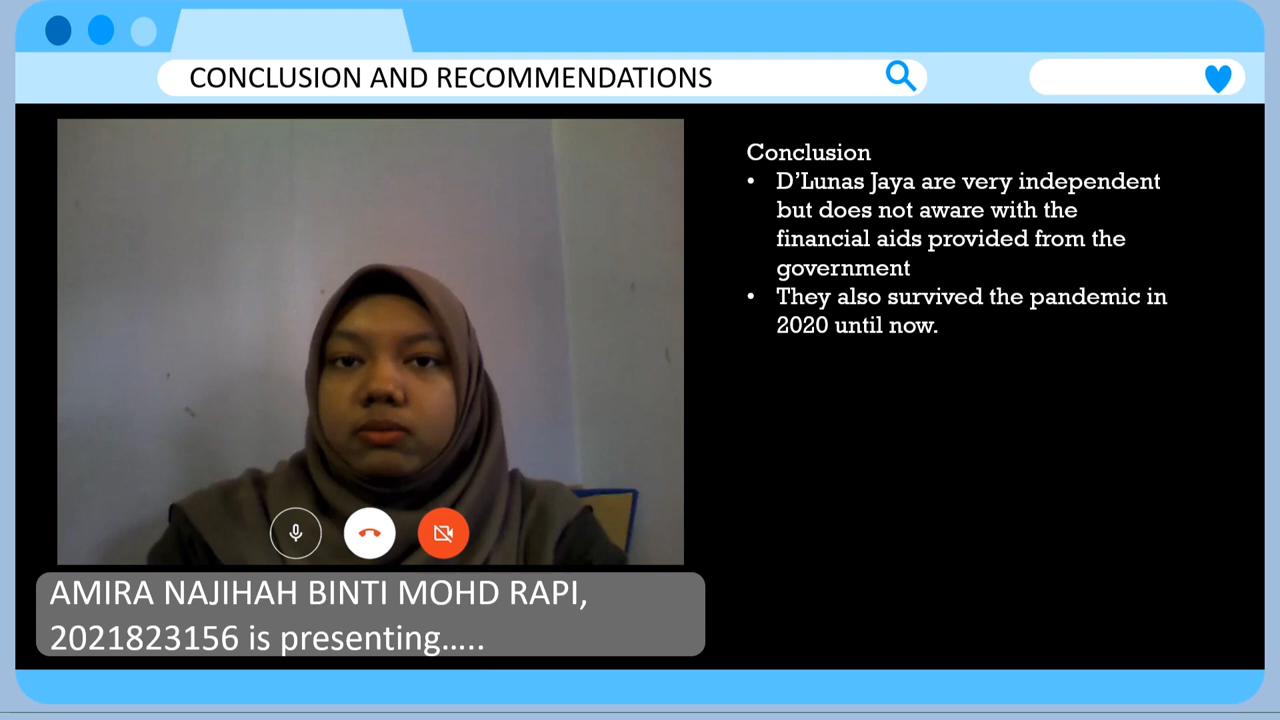 CONCLUSION AND RECOMMENDATIONS
Conclusion
• D’Lunas Jaya are very independent
but does not aware with the
financial aids provided from the
government
• They also survived the pandemic in
2020 until now.
AMIRA NAJIHAH BINTI MOHD RAPI,
2021823156 is presenting…..